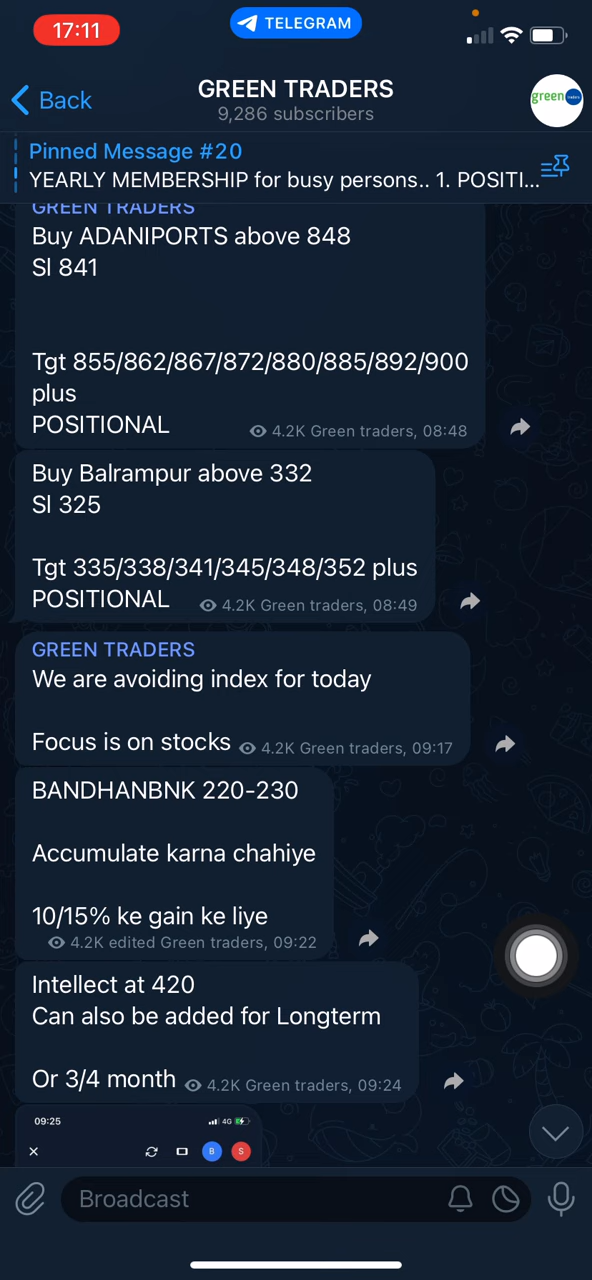 17:11
TELEGRAM
Back
GREEN TRADERS
9,286 subscribers
green
Pinned Message #20
YEARLY MEMBERSHIP for busy persons.. 1. POSITI...
GREEN TRADERS
Buy ADANIPORTS above 848
Sl 841
Tgt 855/862/867/872/880/885/892/900
plus
POSITIONAL
4.2K Green traders, 08:48
Buy Balrampur above 332
Sl 325
Tgt 335/338/341/345/348/352 plus
POSITIONAL
4.2K Green traders, 08:49
GREEN TRADERS
We are avoiding index for today
Focus is on stocks
4.2K Green traders, 09:17
BANDHANBNK 220-230
Accumulate karna chahiye
10/15% ke gain ke liye
4.2K edited Green traders, 09:22
Intellect at 420
Can also be added for Longterm
Or 3/4 month
4.2K Green traders, 09:24
09:25
4G
B
S
Broadcast